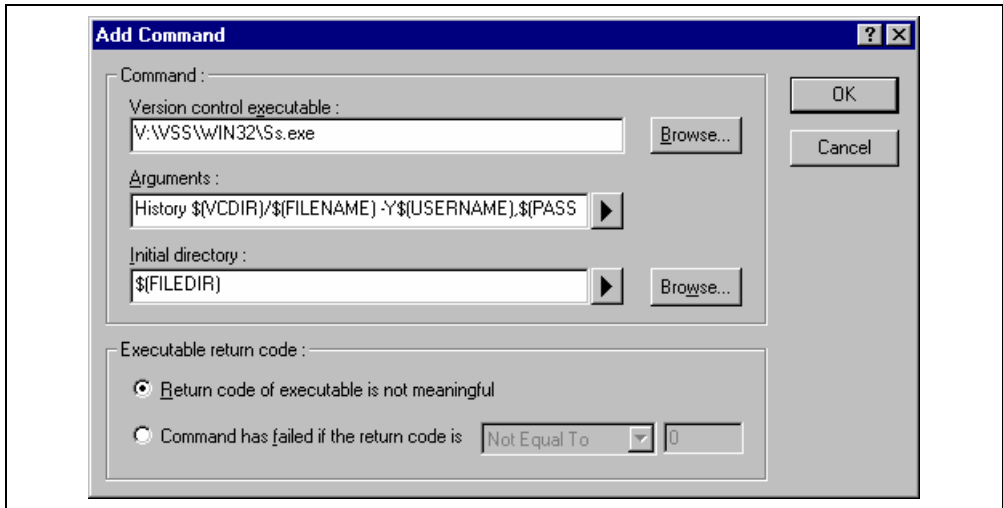 Add Command
Command :
Version control executable :
V:\VSS\WIN32\Ss.exe
Browse...
Arguments :
History $(VCDIR)/$(FILENAME) -Y$(USERNAME),$(PASS
Initial directory :
$(FILEDIR)
Browse...
Executable return code :
Return code of executable is not meaningful
Command has failed if the return code is
Not Equal To
0
OK
Cancel